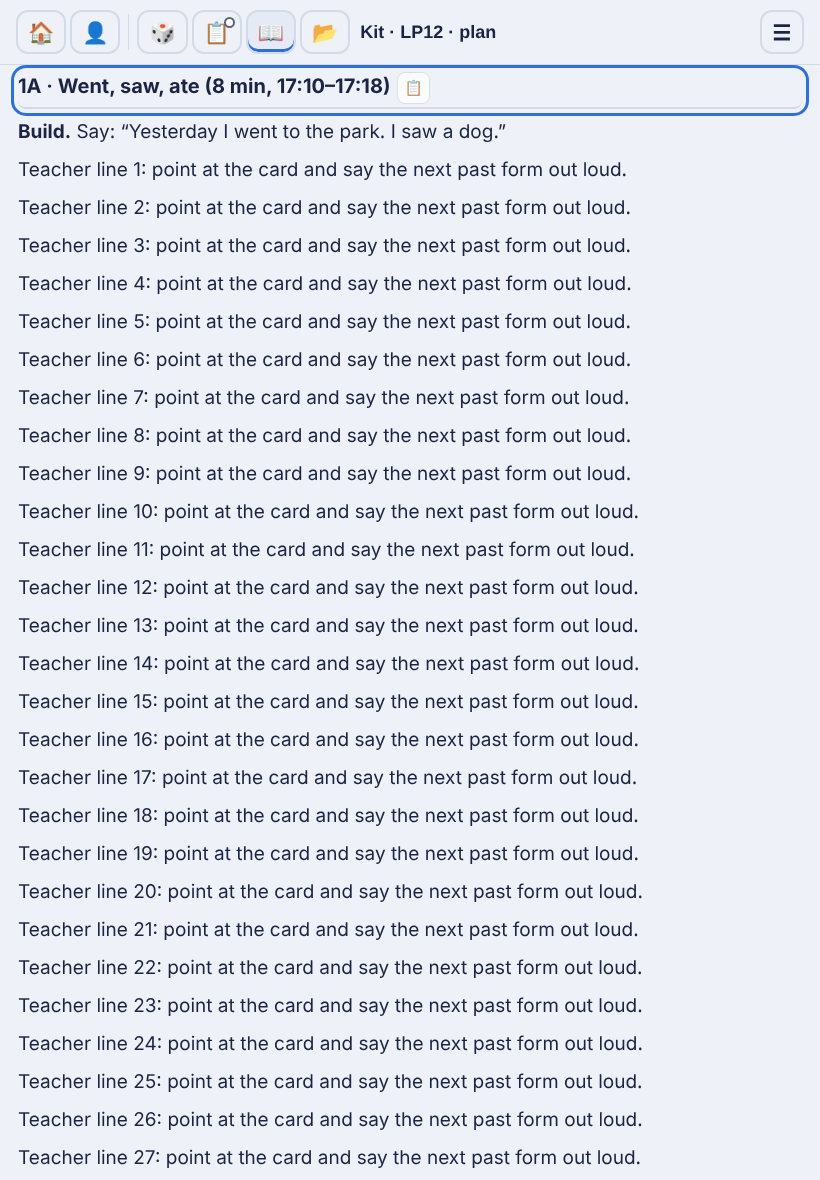 Kit · LP12 · plan
1A · Went, saw, ate (8 min, 17:10–17:18)
Build. Say: “Yesterday I went to the park. I saw a dog.”
Teacher line 1: point at the card and say the next past form out loud.
Teacher line 2: point at the card and say the next past form out loud.
Teacher line 3: point at the card and say the next past form out loud.
Teacher line 4: point at the card and say the next past form out loud.
Teacher line 5: point at the card and say the next past form out loud.
Teacher line 6: point at the card and say the next past form out loud.
Teacher line 7: point at the card and say the next past form out loud.
Teacher line 8: point at the card and say the next past form out loud.
Teacher line 9: point at the card and say the next past form out loud.
Teacher line 10: point at the card and say the next past form out loud.
Teacher line 11: point at the card and say the next past form out loud.
Teacher line 12: point at the card and say the next past form out loud.
Teacher line 13: point at the card and say the next past form out loud.
Teacher line 14: point at the card and say the next past form out loud.
Teacher line 15: point at the card and say the next past form out loud.
Teacher line 16: point at the card and say the next past form out loud.
Teacher line 17: point at the card and say the next past form out loud.
Teacher line 18: point at the card and say the next past form out loud.
Teacher line 19: point at the card and say the next past form out loud.
Teacher line 20: point at the card and say the next past form out loud.
Teacher line 21: point at the card and say the next past form out loud.
Teacher line 22: point at the card and say the next past form out loud.
Teacher line 23: point at the card and say the next past form out loud.
Teacher line 24: point at the card and say the next past form out loud.
Teacher line 25: point at the card and say the next past form out loud.
Teacher line 26: point at the card and say the next past form out loud.
Teacher line 27: point at the card and say the next past form out loud.